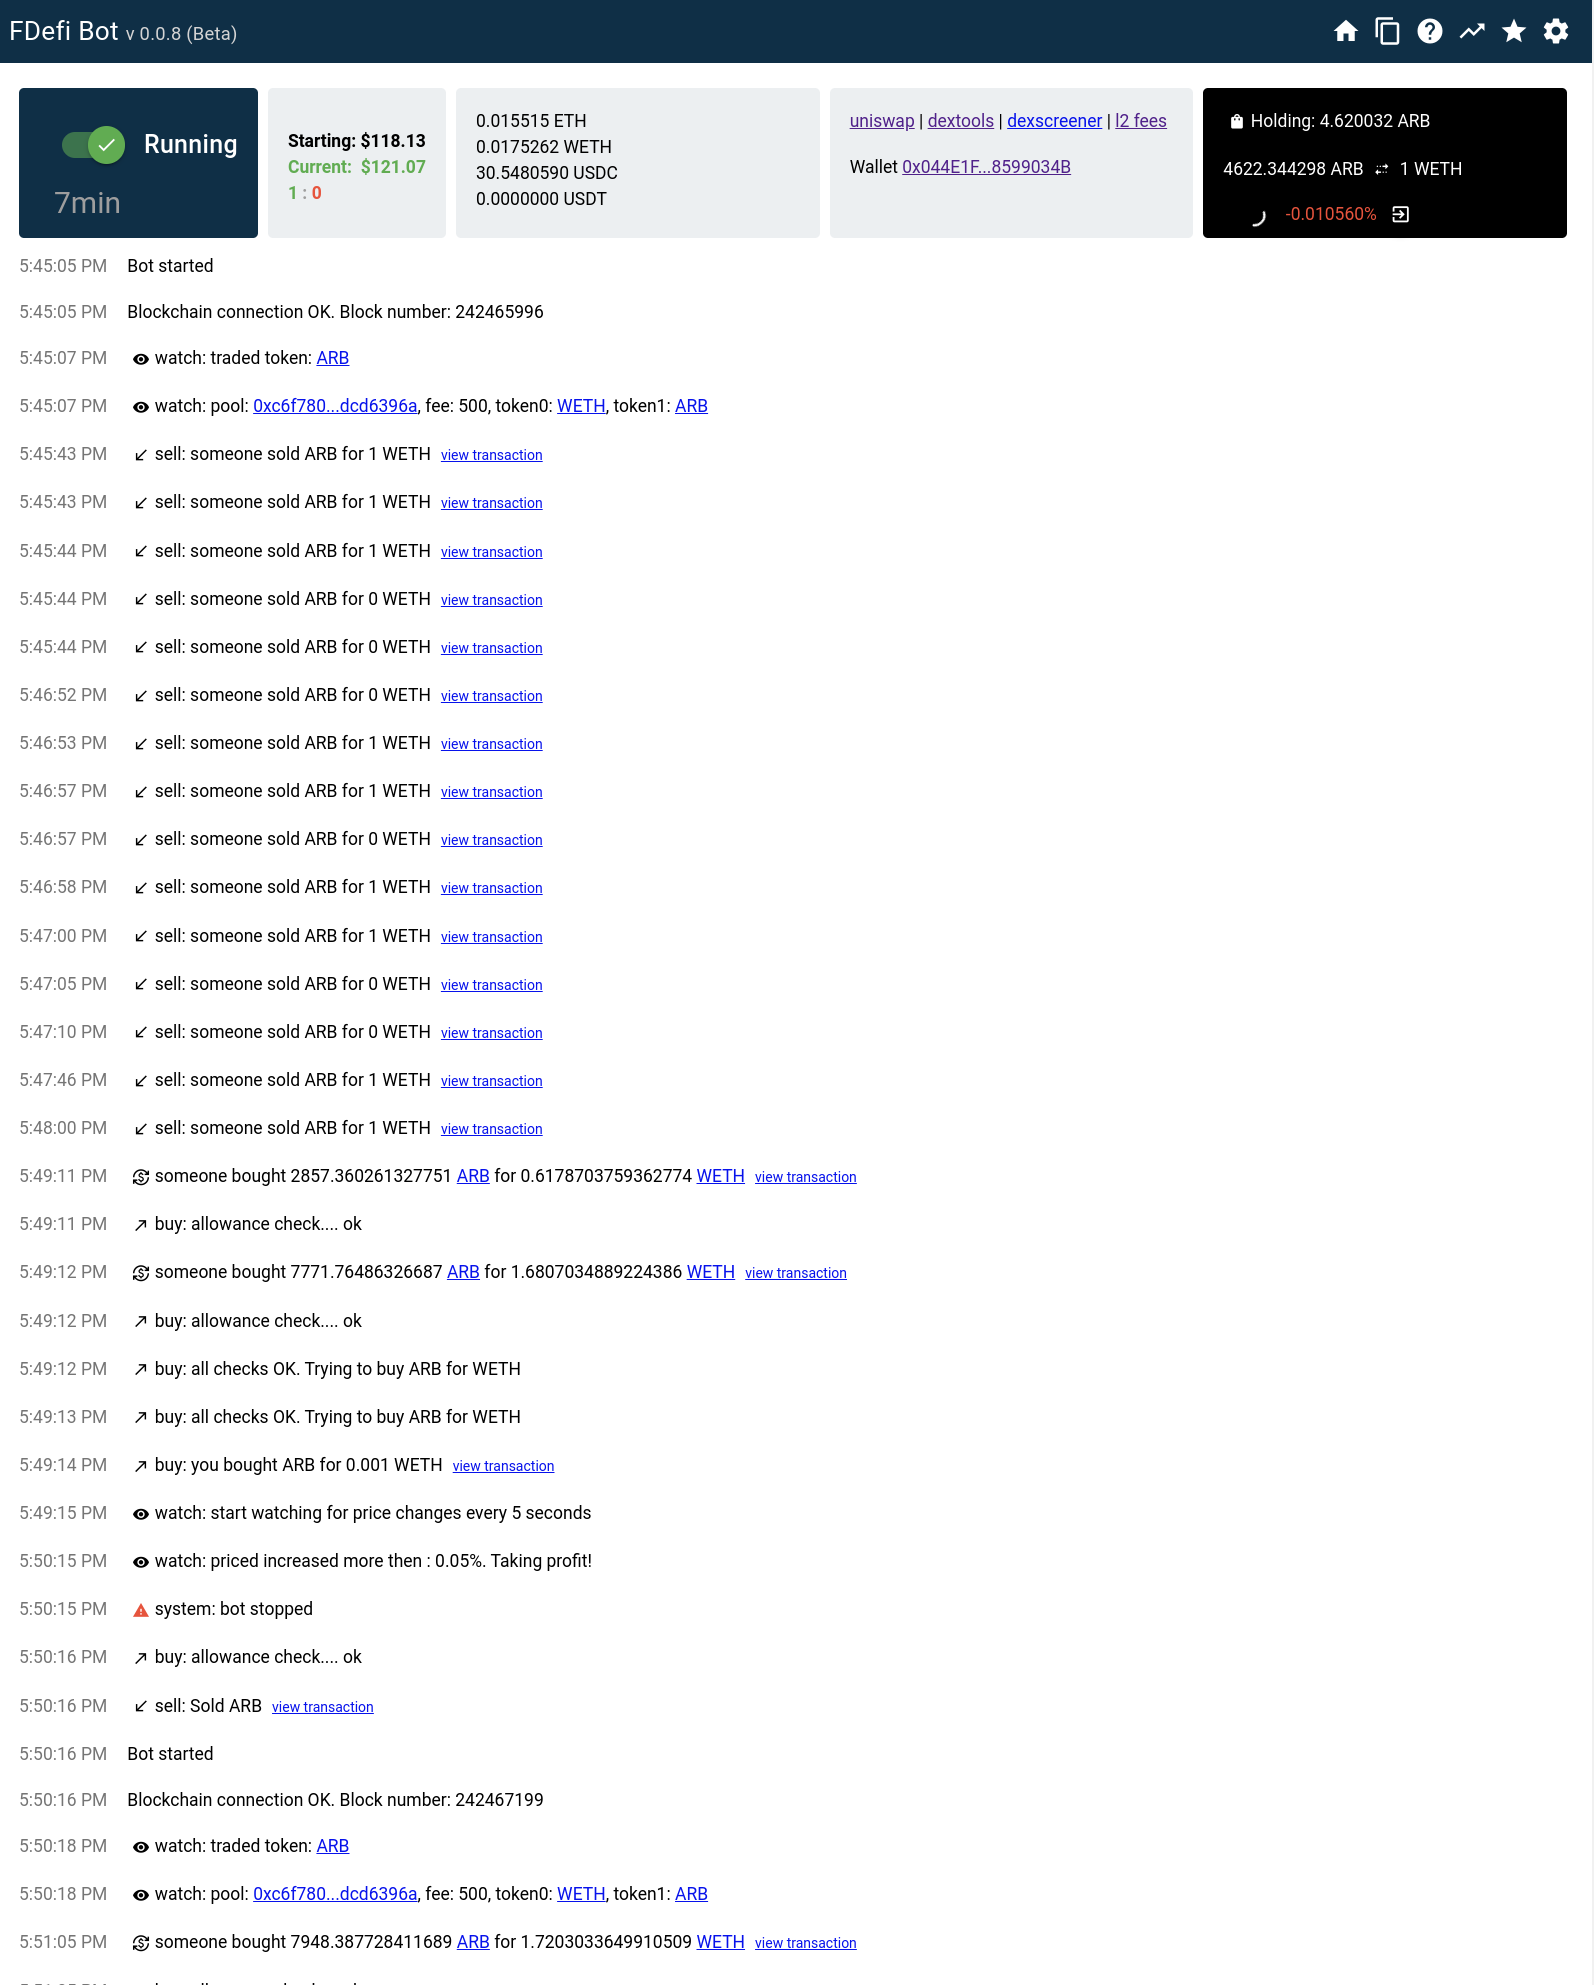 FDefi Bot v 0.0.8 (Beta)
Running
7min
Starting: $118.13
Current: $121.07
1 : 0
0.015515 ETH
0.0175262 WETH
30.5480590 USDC
0.0000000 USDT
uniswap | dextools | dexscreener | l2 fees
Wallet 0x044E1F...8599034B
Holding: 4.620032 ARB
4622.344298 ARB 1 WETH
-0.010560%
5:45:05 PM Bot started
5:45:05 PM Blockchain connection OK. Block number: 242465996
5:45:07 PM watch: traded token: ARB
5:45:07 PM watch: pool: 0xc6f780...dcd6396a, fee: 500, token0: WETH, token1: ARB
5:45:43 PM sell: someone sold ARB for 1 WETH view transaction
5:45:43 PM sell: someone sold ARB for 1 WETH view transaction
5:45:44 PM sell: someone sold ARB for 1 WETH view transaction
5:45:44 PM sell: someone sold ARB for 0 WETH view transaction
5:45:44 PM sell: someone sold ARB for 0 WETH view transaction
5:46:52 PM sell: someone sold ARB for 0 WETH view transaction
5:46:53 PM sell: someone sold ARB for 1 WETH view transaction
5:46:57 PM sell: someone sold ARB for 1 WETH view transaction
5:46:57 PM sell: someone sold ARB for 0 WETH view transaction
5:46:58 PM sell: someone sold ARB for 1 WETH view transaction
5:47:00 PM sell: someone sold ARB for 1 WETH view transaction
5:47:05 PM sell: someone sold ARB for 0 WETH view transaction
5:47:10 PM sell: someone sold ARB for 0 WETH view transaction
5:47:46 PM sell: someone sold ARB for 1 WETH view transaction
5:48:00 PM sell: someone sold ARB for 1 WETH view transaction
5:49:11 PM someone bought 2857.360261327751 ARB for 0.6178703759362774 WETH view transaction
5:49:11 PM buy: allowance check.... ok
5:49:12 PM someone bought 7771.76486326687 ARB for 1.6807034889224386 WETH view transaction
5:49:12 PM buy: allowance check.... ok
5:49:12 PM buy: all checks OK. Trying to buy ARB for WETH
5:49:13 PM buy: all checks OK. Trying to buy ARB for WETH
5:49:14 PM buy: you bought ARB for 0.001 WETH view transaction
5:49:15 PM watch: start watching for price changes every 5 seconds
5:50:15 PM watch: priced increased more then : 0.05%. Taking profit!
5:50:15 PM system: bot stopped
5:50:16 PM buy: allowance check.... ok
5:50:16 PM sell: Sold ARB view transaction
5:50:16 PM Bot started
5:50:16 PM Blockchain connection OK. Block number: 242467199
5:50:18 PM watch: traded token: ARB
5:50:18 PM watch: pool: 0xc6f780...dcd6396a, fee: 500, token0: WETH, token1: ARB
5:51:05 PM someone bought 7948.387728411689 ARB for 1.7203033649910509 WETH view transaction